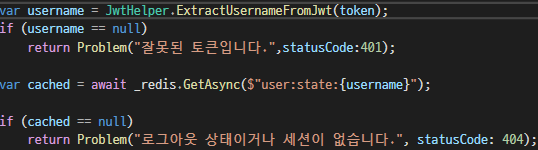 var username = JwtHelper.ExtractUsernameFromJwt(token);
if (username == null)
return Problem("잘못된 토큰입니다.",statusCode:401);
var cached = await _redis.GetAsync($"user:state:{username}");
if (cached == null)
return Problem("로그아웃 상태이거나 세션이 없습니다.", statusCode: 404);